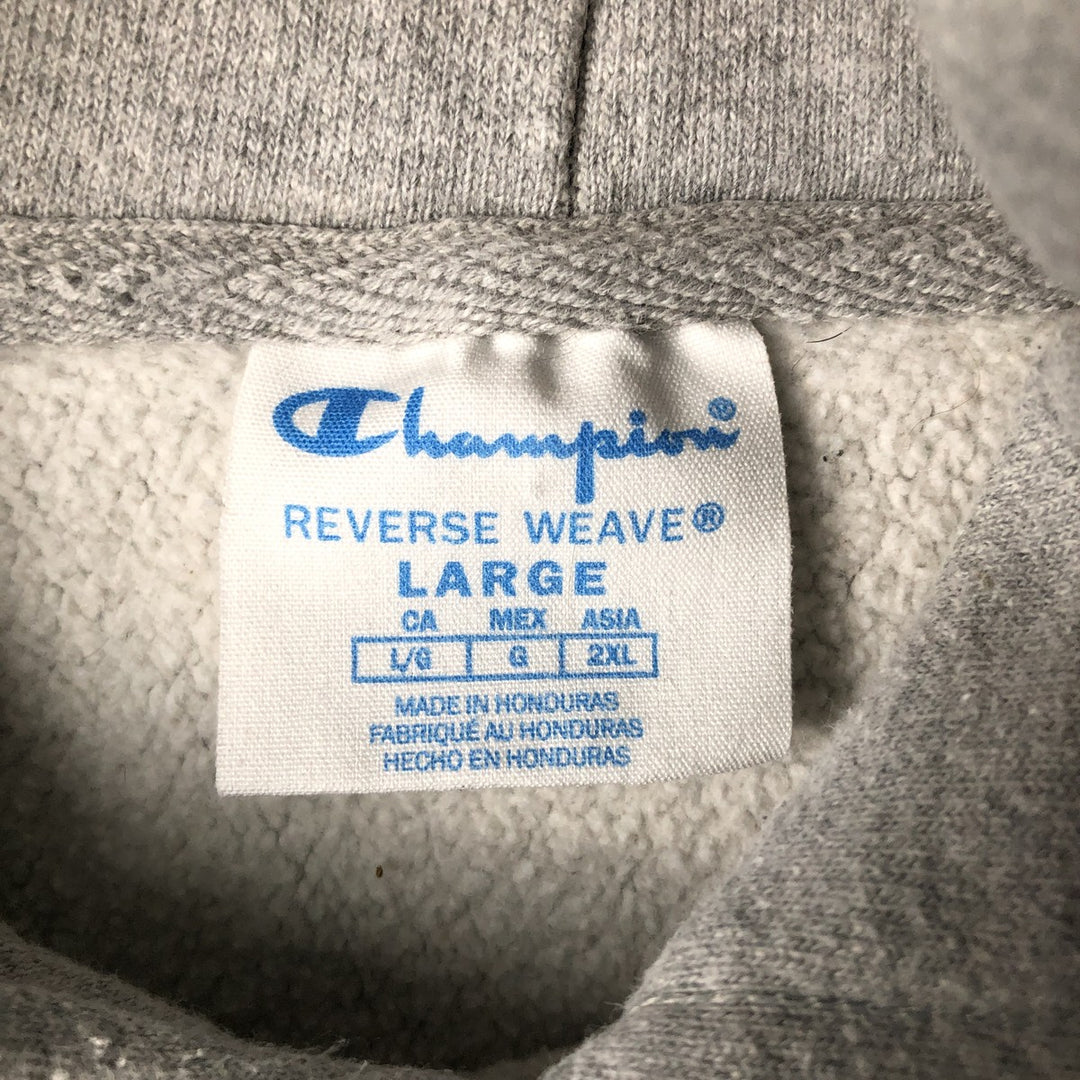 Champion®
REVERSE WEAVE®
LARGE
CA MEX ASIA
L/G G 2XL
MADE IN HONDURAS
FABRIQUÉ AU HONDURAS
HECHO EN HONDURAS